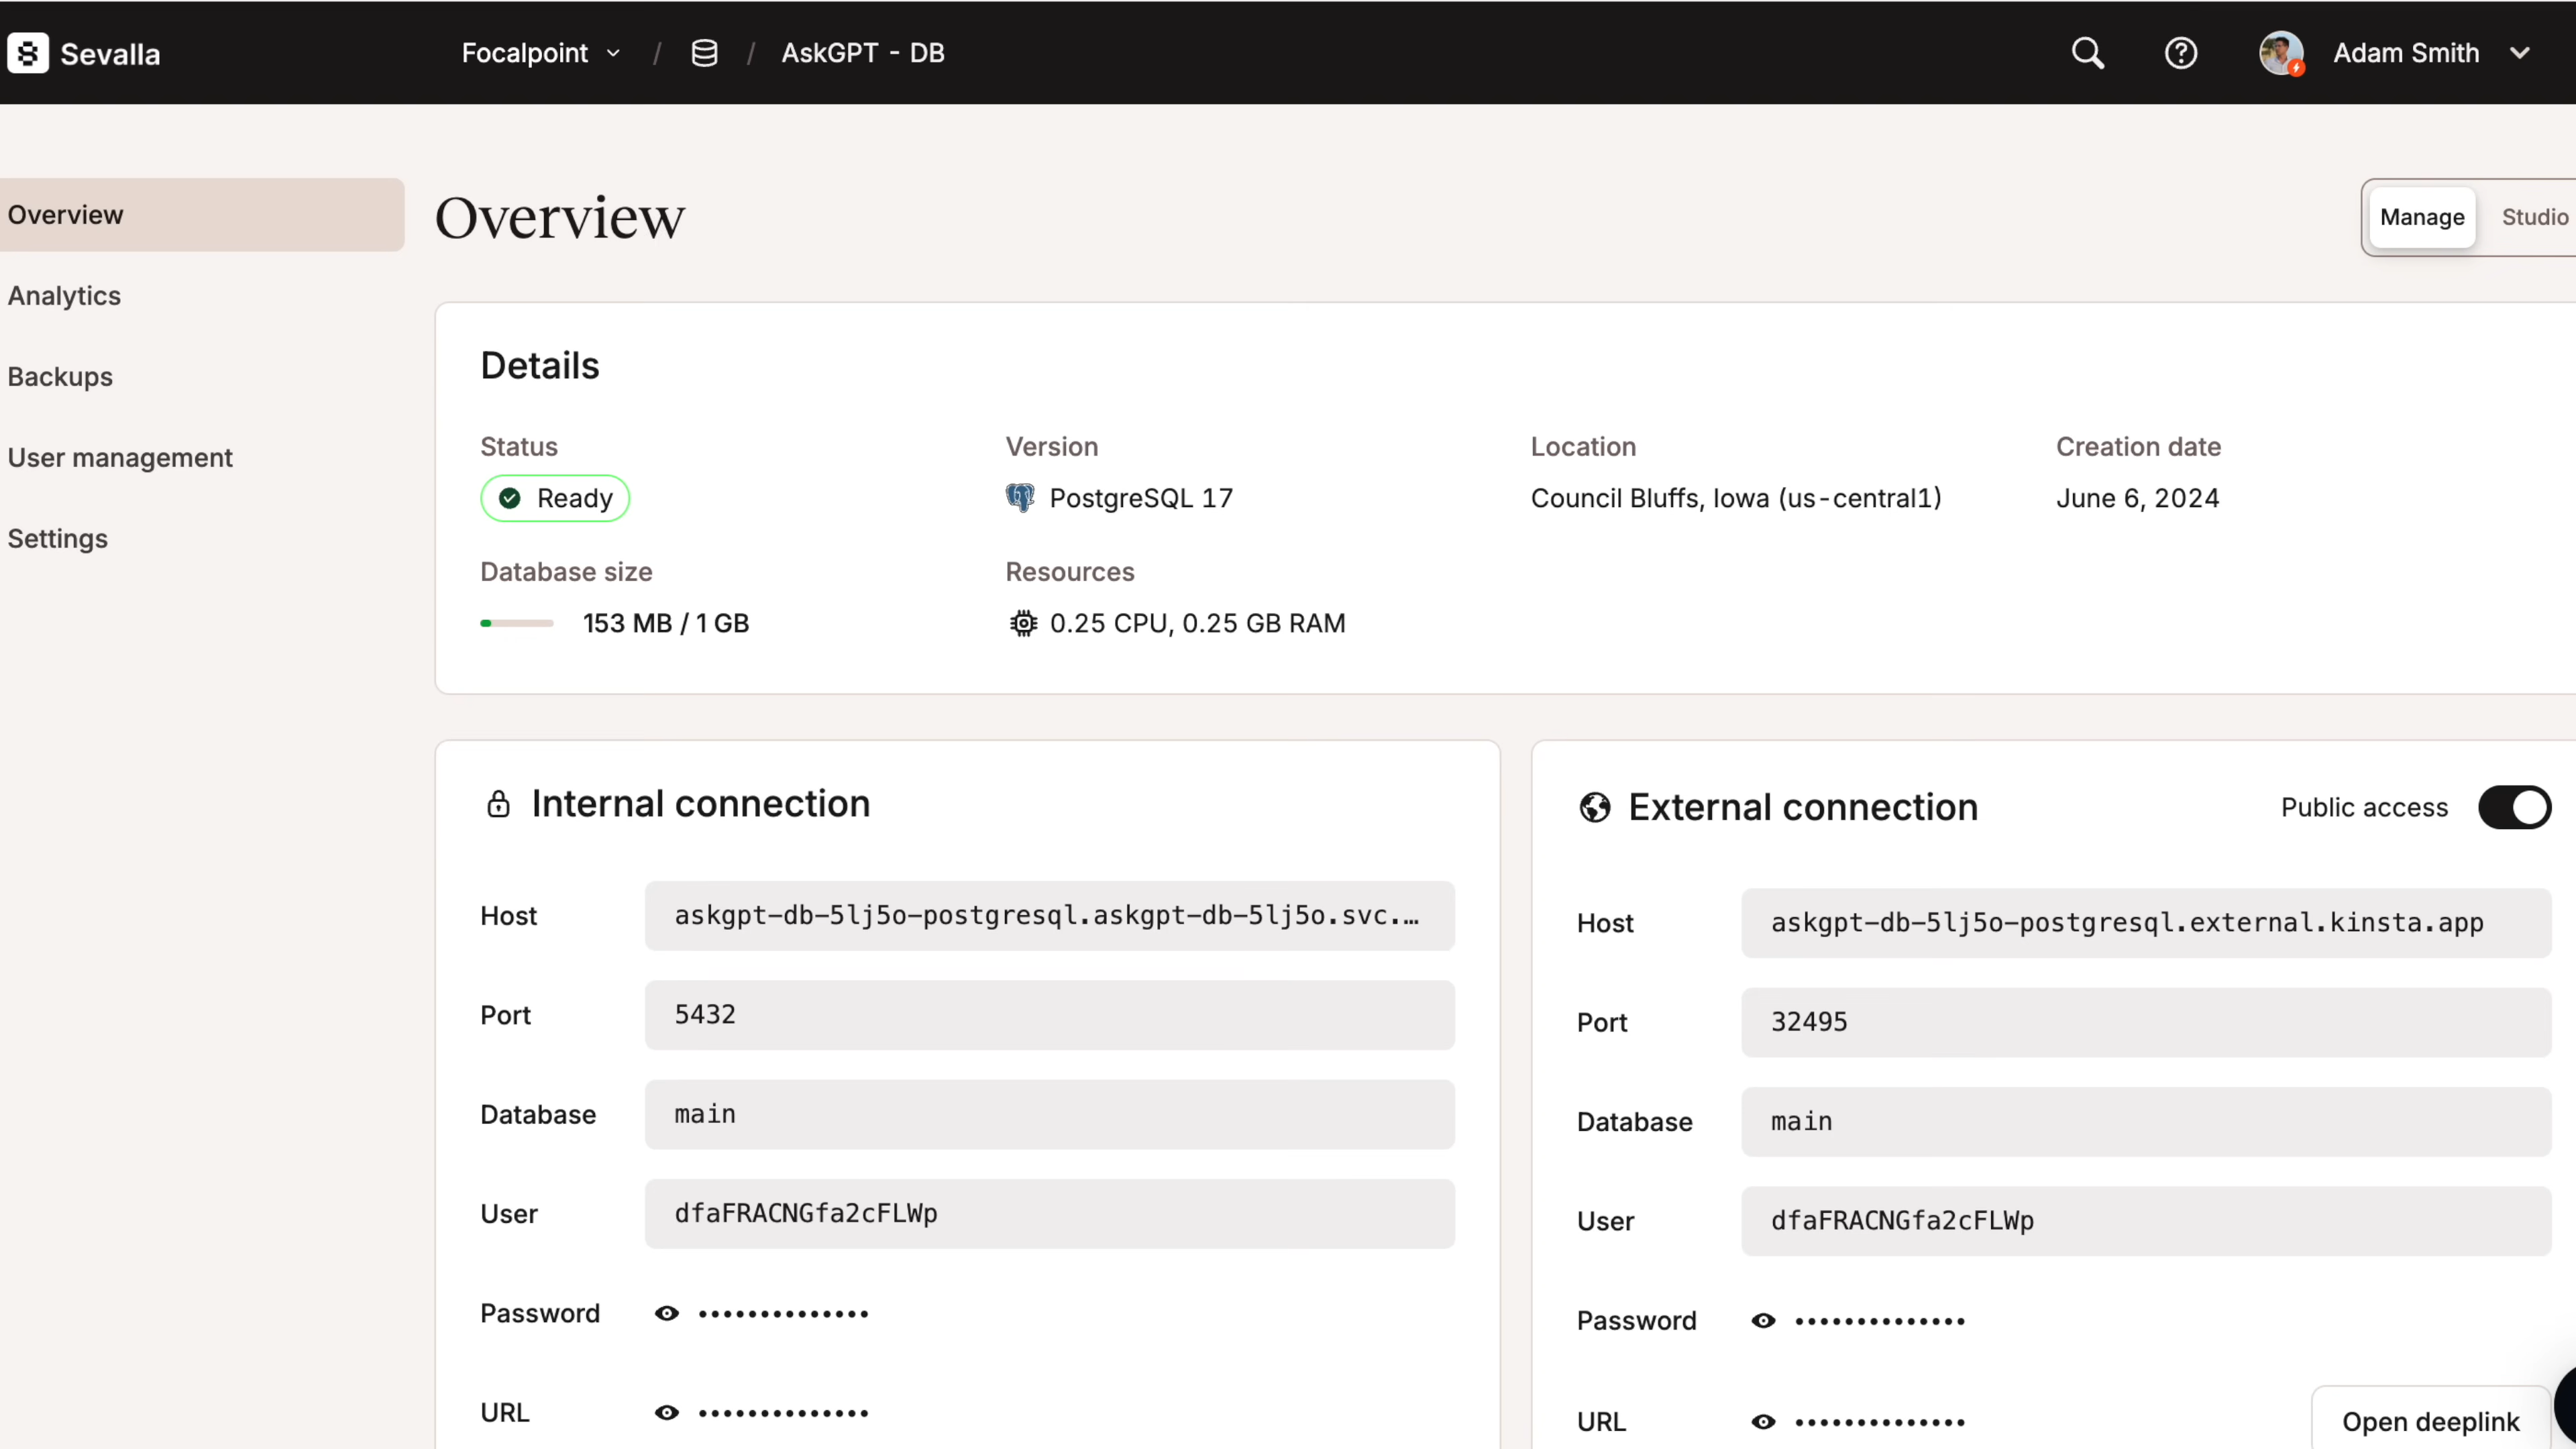 Sevalla
Focalpoint / / AskGPT - DB
Adam Smith
Overview
Analytics
Backups
User management
Settings
Overview
Manage Studio
Details
Status Version Location Creation date
Ready PostgreSQL 17 Council Bluffs, Iowa (us-central1) June 6, 2024
Database size Resources
153 MB / 1 GB 0.25 CPU, 0.25 GB RAM
Internal connection
Host askgpt-db-5lj5o-postgresql.askgpt-db-5lj5o.svc.…
Port 5432
Database main
User dfaFRACNGfa2cFLWp
Password ••••••••••••••
URL ••••••••••••••
External connection Public access
Host askgpt-db-5lj5o-postgresql.external.kinsta.app
Port 32495
Database main
User dfaFRACNGfa2cFLWp
Password ••••••••••••••
URL •••••••••••••• Open deeplink